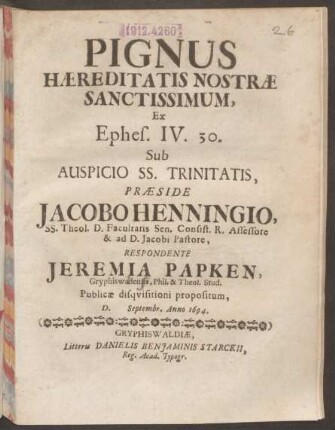 1912.4260
26
PIGNUS
HÆREDITATIS NOSTRÆ
SANCTISSIMUM,
Ex
Ephes. IV. 30.
Sub
AUSPICIO SS. TRINITATIS,
PRÆSIDE
JACOBO HENNINGIO,
SS. Theol. D. Facultatis Sen. Consist. R. Assessore
& ad D. Jacobi Pastore,
RESPONDENTE
JEREMIA PAPKEN,
Gryphiswaldensi, Phil. & Theol. Stud.
Publicæ disqvisitioni propositum,
D. Septembr. Anno 1694.
GRYPHISWALDIÆ,
Litteris DANIELIS BENJAMINIS STARCKII,
Reg. Acad. Typogr.